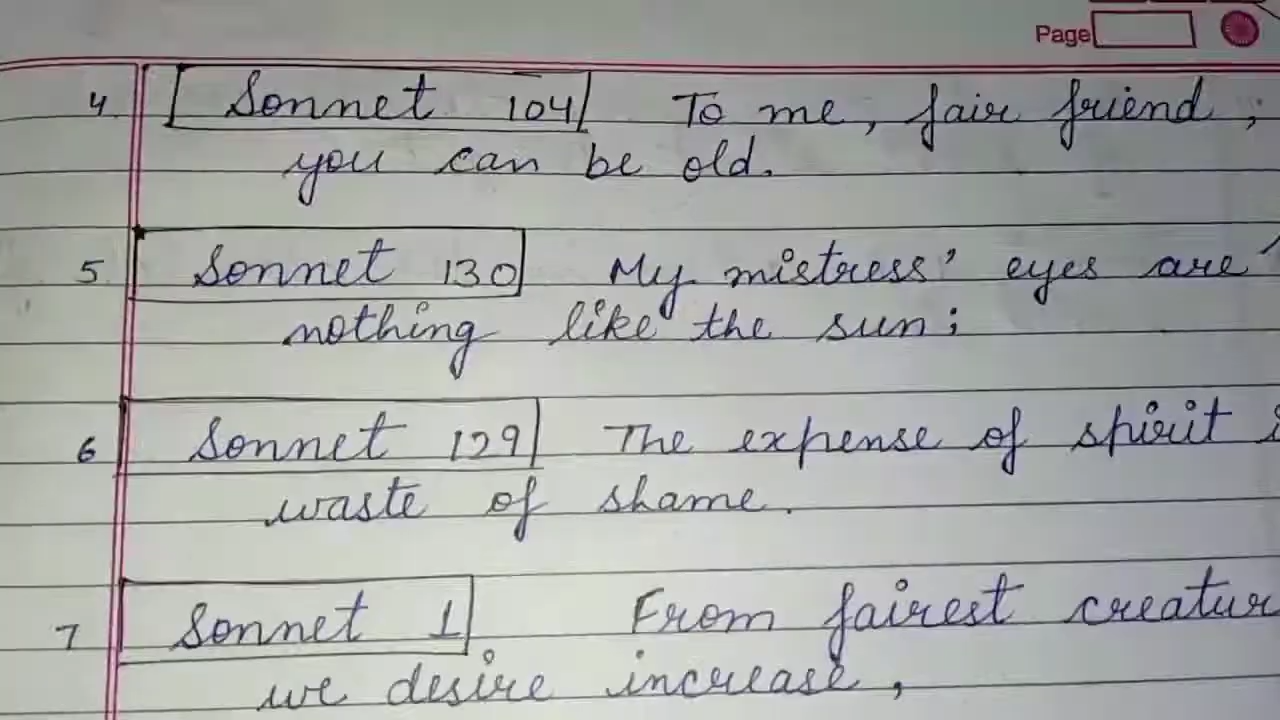 Page
4 Sonnet 104 To me, fair friend,
you can be old.
5 Sonnet 130 My mistress' eyes are
nothing like the sun;
6 Sonnet 129 The expense of spirit
waste of shame.
7 Sonnet 1 From fairest creatur
we desire increase,